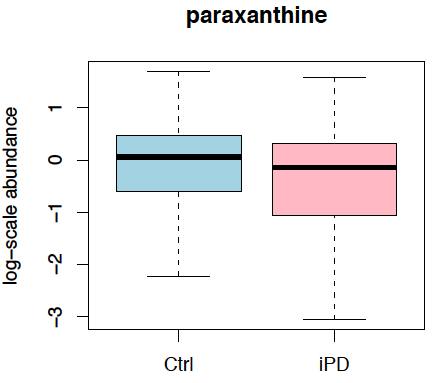 paraxanthine
log−scale abundance
1
0
−1
−2
−3
Ctrl
iPD